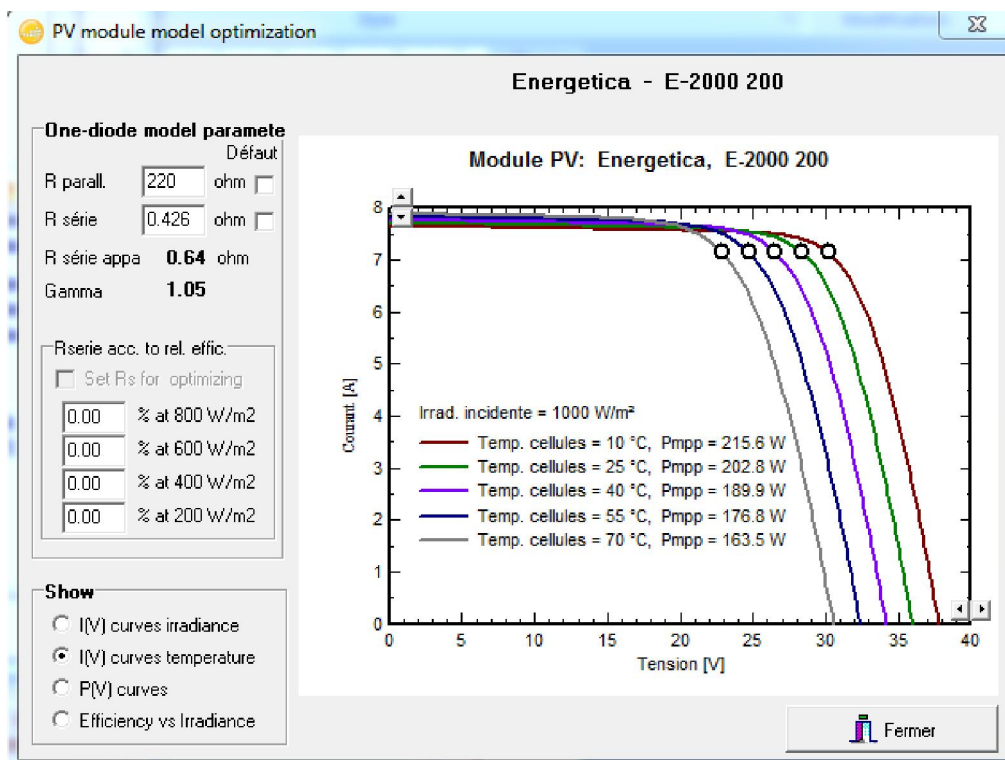 PV module model optimization
Energetica - E-2000 200
One-diode model paramete
Défaut
R parall. 220 ohm
R série 0.426 ohm
R série appa 0.64 ohm
Gamma 1.05
Rserie acc. to rel. effic.
Set Rs for optimizing
0.00 % at 800 W/m2
0.00 % at 600 W/m2
0.00 % at 400 W/m2
0.00 % at 200 W/m2
Show
I(V) curves irradiance
I(V) curves temperature
P(V) curves
Efficiency vs Irradiance
Module PV: Energetica, E-2000 200
8
7
6
5
4
3
2
1
0
Courant [A]
Irrad. incidente = 1000 W/m²
Temp. cellules = 10 °C, Pmpp = 215.6 W
Temp. cellules = 25 °C, Pmpp = 202.8 W
Temp. cellules = 40 °C, Pmpp = 189.9 W
Temp. cellules = 55 °C, Pmpp = 176.8 W
Temp. cellules = 70 °C, Pmpp = 163.5 W
0 5 10 15 20 25 30 35 40
Tension [V]
Fermer